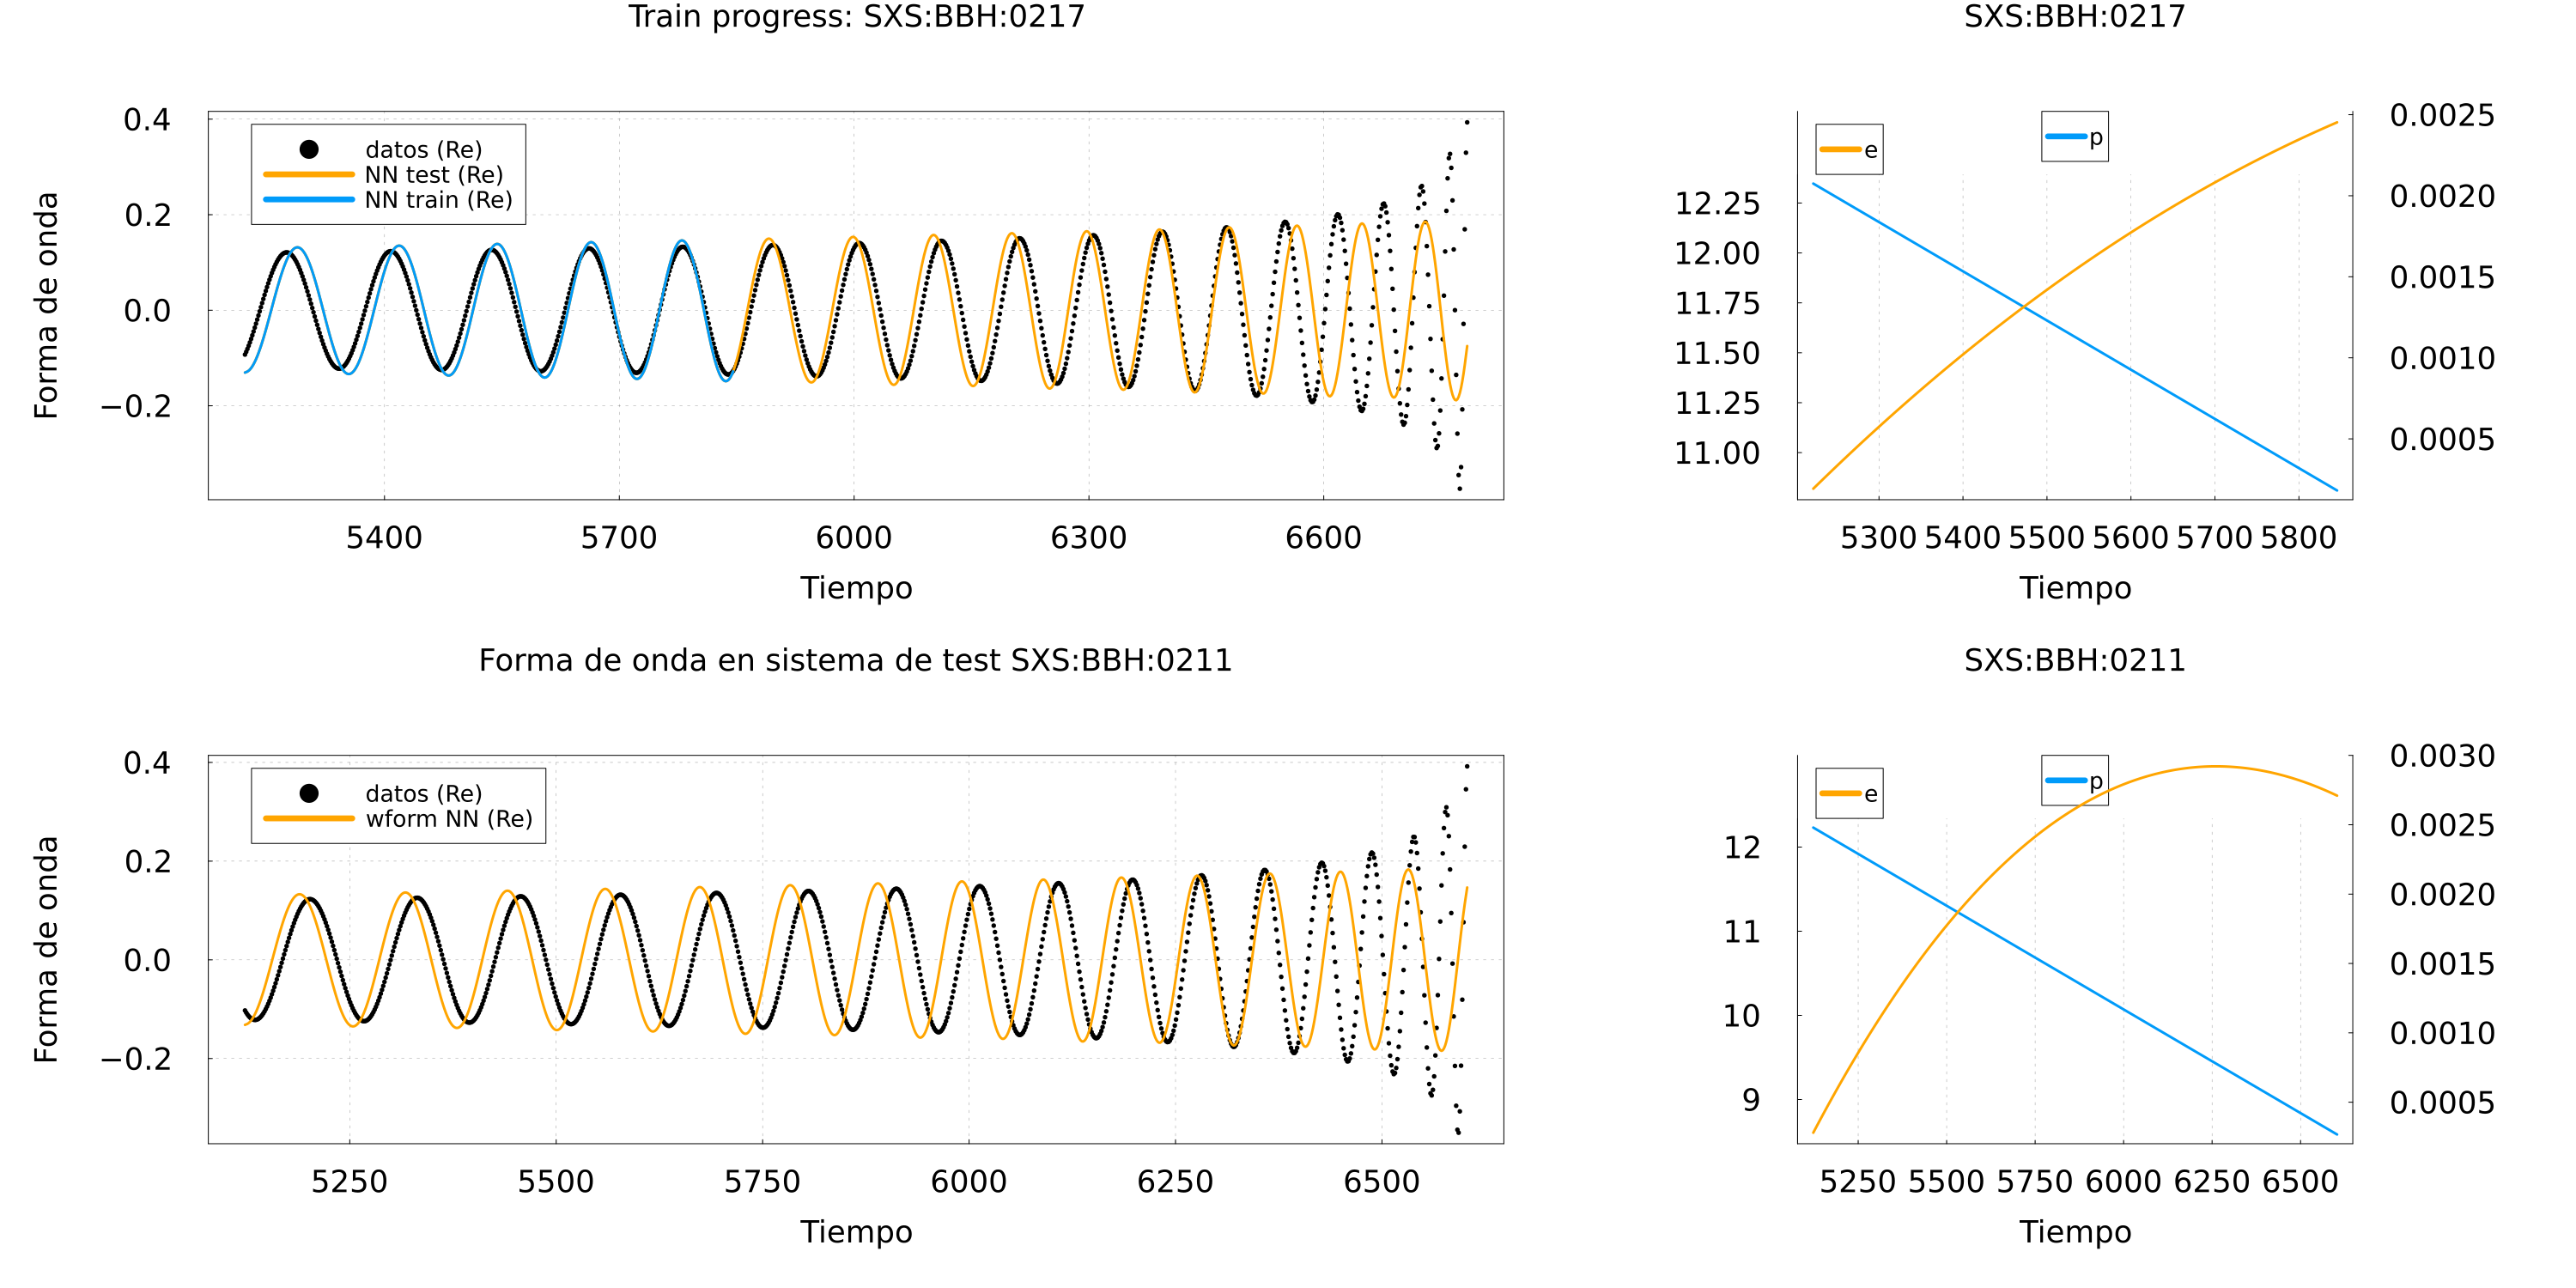 Train progress: SXS:BBH:0217
0.4
0.2
0.0
−0.2
Forma de onda
datos (Re)
NN test (Re)
NN train (Re)
5400 5700 6000 6300 6600
Tiempo
SXS:BBH:0217
e
p
12.25
12.00
11.75
11.50
11.25
11.00
0.0025
0.0020
0.0015
0.0010
0.0005
5300 5400 5500 5600 5700 5800
Tiempo
Forma de onda en sistema de test SXS:BBH:0211
0.4
0.2
0.0
−0.2
Forma de onda
datos (Re)
wform NN (Re)
5250 5500 5750 6000 6250 6500
Tiempo
SXS:BBH:0211
e
p
12
11
10
9
0.0030
0.0025
0.0020
0.0015
0.0010
0.0005
5250 5500 5750 6000 6250 6500
Tiempo